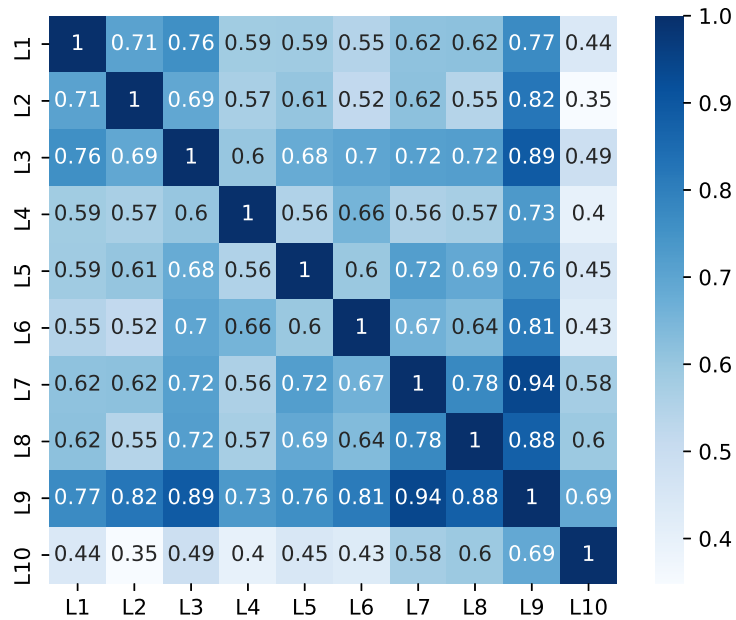 L1 1 0.71 0.76 0.59 0.59 0.55 0.62 0.62 0.77 0.44
L2 0.71 1 0.69 0.57 0.61 0.52 0.62 0.55 0.82 0.35
L3 0.76 0.69 1 0.6 0.68 0.7 0.72 0.72 0.89 0.49
L4 0.59 0.57 0.6 1 0.56 0.66 0.56 0.57 0.73 0.4
L5 0.59 0.61 0.68 0.56 1 0.6 0.72 0.69 0.76 0.45
L6 0.55 0.52 0.7 0.66 0.6 1 0.67 0.64 0.81 0.43
L7 0.62 0.62 0.72 0.56 0.72 0.67 1 0.78 0.94 0.58
L8 0.62 0.55 0.72 0.57 0.69 0.64 0.78 1 0.88 0.6
L9 0.77 0.82 0.89 0.73 0.76 0.81 0.94 0.88 1 0.69
L10 0.44 0.35 0.49 0.4 0.45 0.43 0.58 0.6 0.69 1
L1 L2 L3 L4 L5 L6 L7 L8 L9 L10
1.0
0.9
0.8
0.7
0.6
0.5
0.4